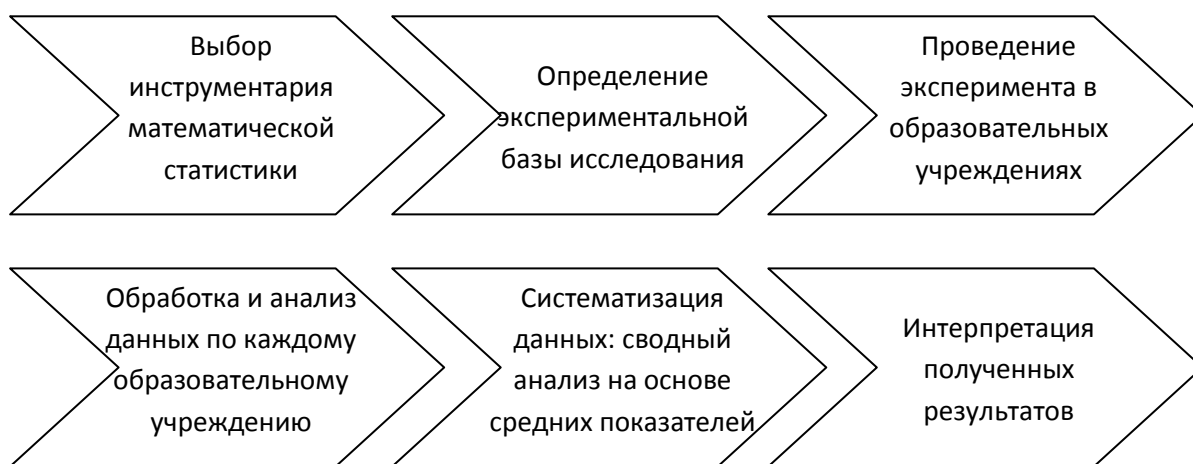 Выбор
инструментария
математической
статистики
Определение
экспериментальной
базы исследования
Проведение
эксперимента в
образовательных
учреждениях
Обработка и анализ
данных по каждому
образовательному
учреждению
Систематизация
данных: сводный
анализ на основе
средних показателей
Интерпретация
полученных
результатов